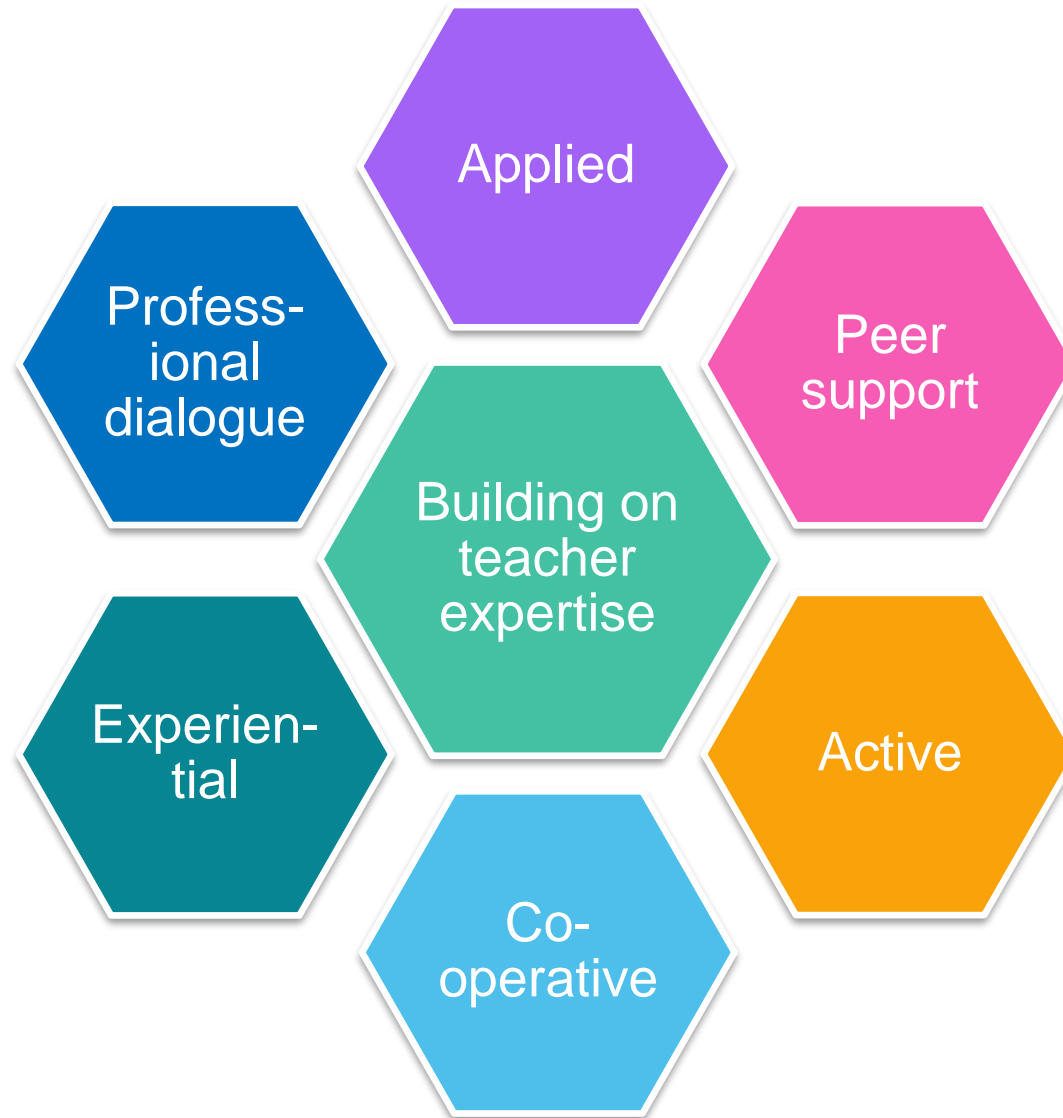 Applied
Profess-
ional
dialogue
Peer
support
Building on
teacher
expertise
Experien-
tial
Active
Co-
operative